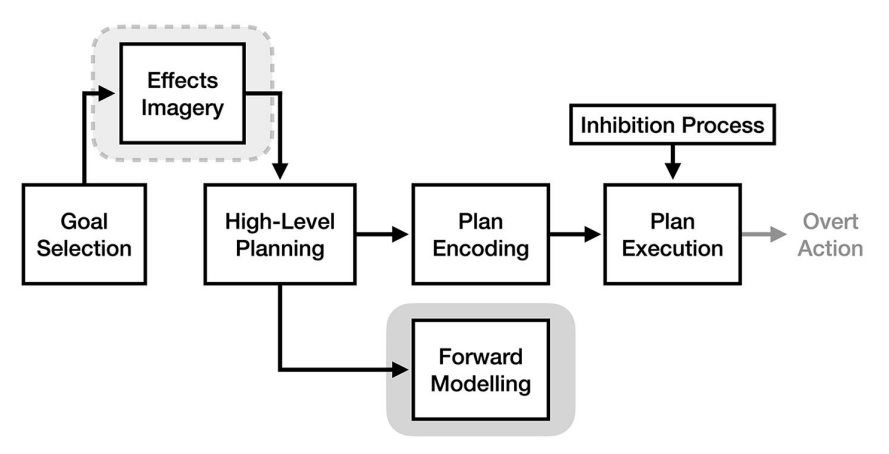 Effects
Imagery
Inhibition Process
Goal
Selection
High-Level
Planning
Plan
Encoding
Plan
Execution
Overt
Action
Forward
Modelling